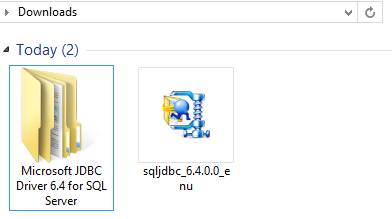 Downloads
Today (2)
Microsoft JDBC
Driver 6.4 for SQL
Server
sqljdbc_6.4.0.0_e
nu